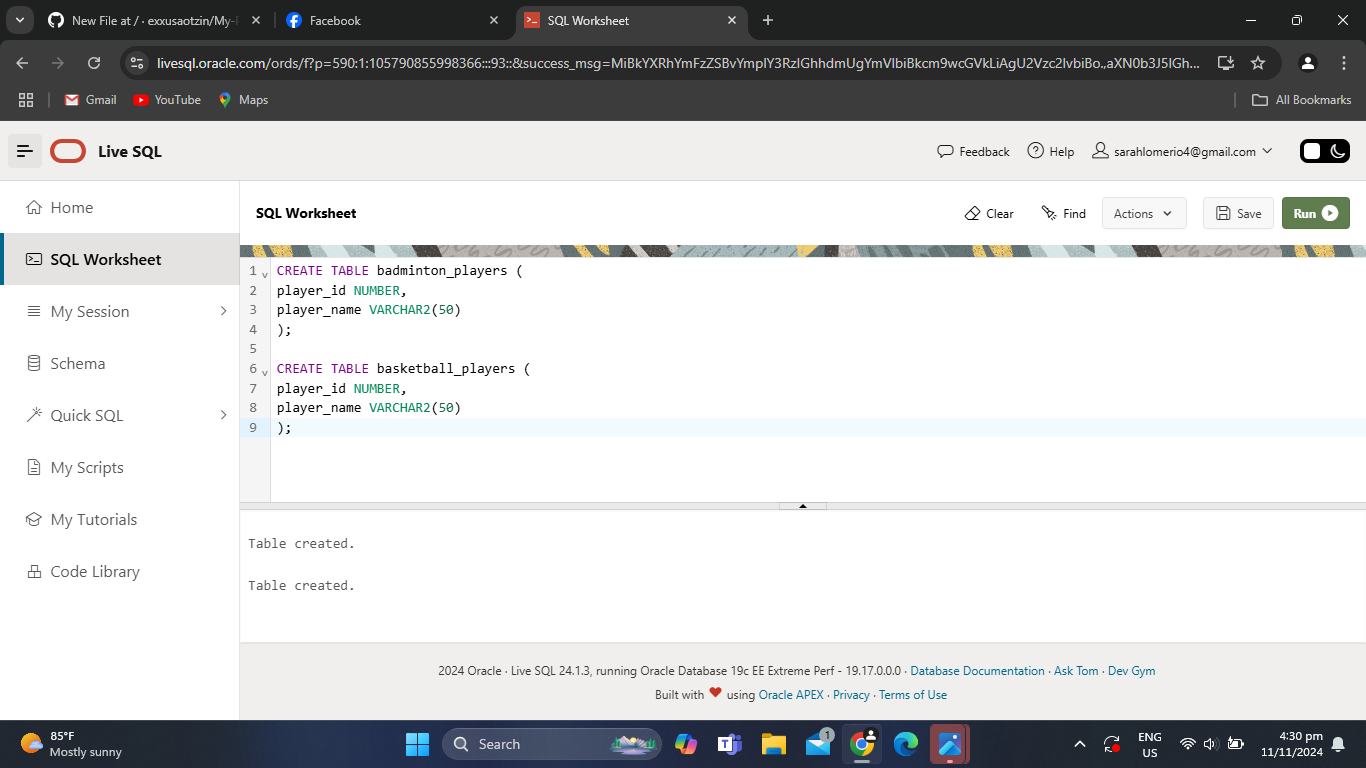 New File at / · exxusaotzin/My-
Facebook
SQL Worksheet
livesql.oracle.com/ords/f?p=590:1:105790855998366:::93::&success_msg=MiBkYXRhYmFzZSBvYmplY3RzIGhhdmUgYmVlbiBkcm9wcGVkLiAgU2Vzc2lvbiBo.,aXN0b3J5IGh...
Gmail
YouTube
Maps
All Bookmarks
Live SQL
Feedback
Help
sarahlomerio4@gmail.com
Home
SQL Worksheet
My Session
Schema
Quick SQL
My Scripts
My Tutorials
Code Library
SQL Worksheet
Clear
Find
Actions
Save
Run
1 CREATE TABLE badminton_players (
2 player_id NUMBER,
3 player_name VARCHAR2(50)
4 );
5
6 CREATE TABLE basketball_players (
7 player_id NUMBER,
8 player_name VARCHAR2(50)
9 );
Table created.
Table created.
2024 Oracle · Live SQL 24.1.3, running Oracle Database 19c EE Extreme Perf - 19.17.0.0.0 · Database Documentation · Ask Tom · Dev Gym
Built with ❤ using Oracle APEX · Privacy · Terms of Use
85°F
Mostly sunny
Search
1
ENG
US
4:30 pm
11/11/2024